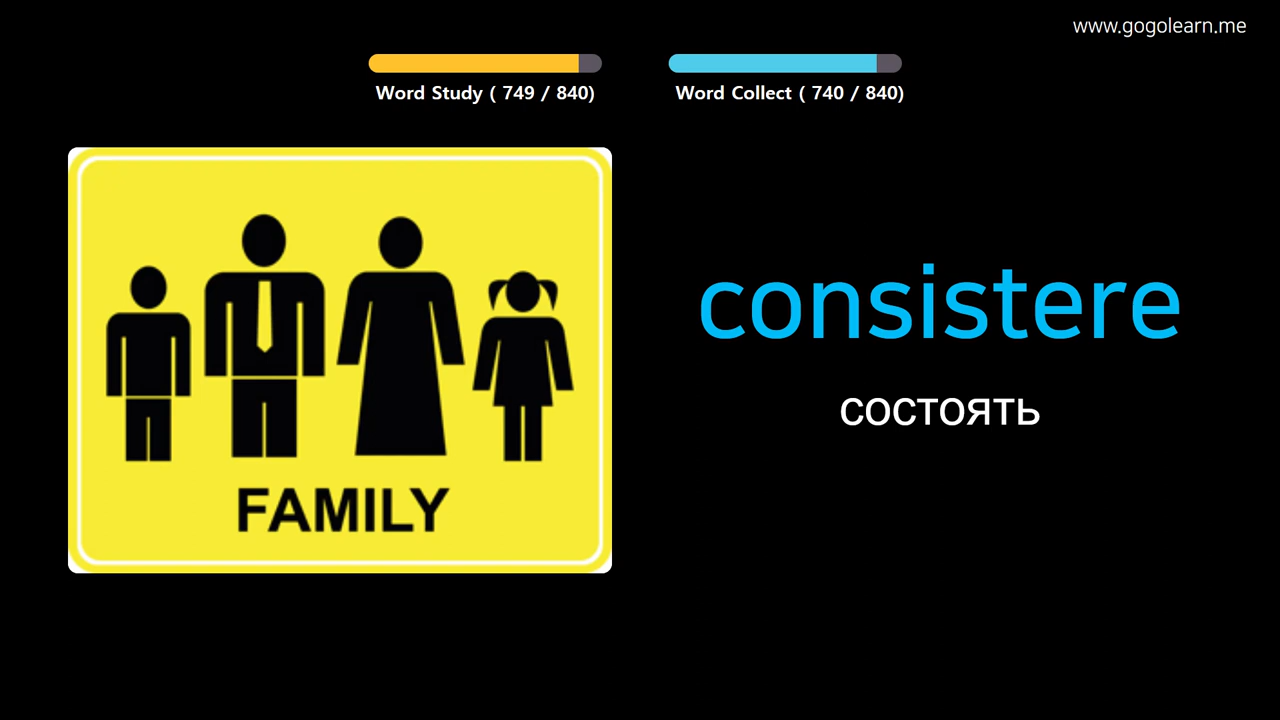 www.gogolearn.me
Word Study ( 749 / 840)
Word Collect ( 740 / 840)
FAMILY
consistere
состоять